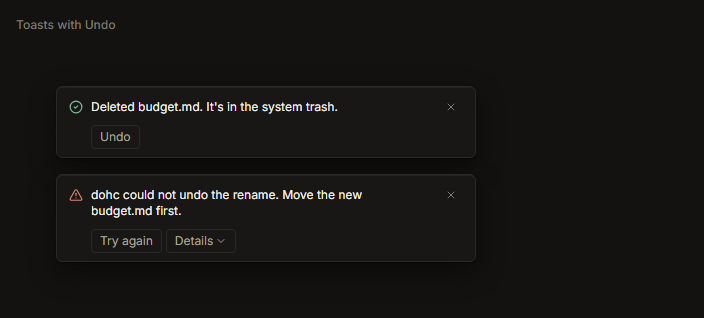 Toasts with Undo
Deleted budget.md. It's in the system trash.
Undo
dohc could not undo the rename. Move the new
budget.md first.
Try again
Details